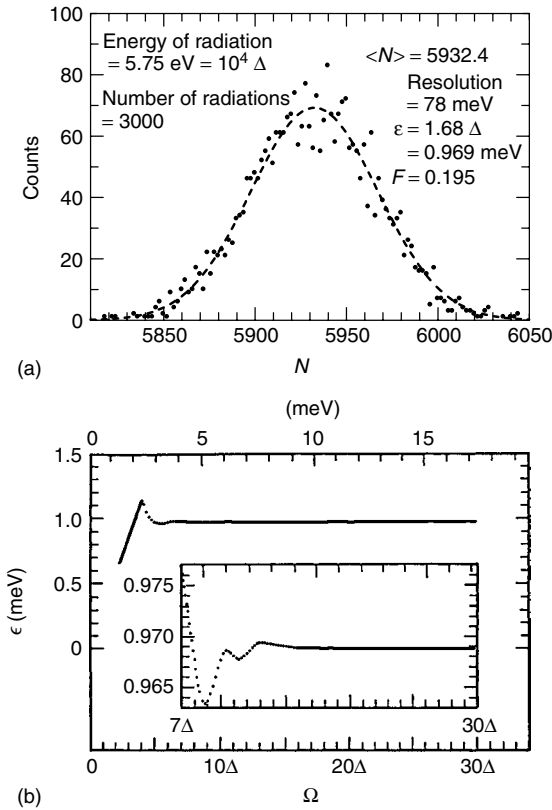 Energy of radiation
= 5.75 eV = 10⁴ Δ
<N> = 5932.4
Number of radiations
= 3000
Resolution
= 78 meV
ε = 1.68 Δ
= 0.969 meV
F = 0.195
100
80
60
40
20
0
Counts
5850 5900 5950 6000 6050
N
(a)
(meV)
0 5 10 15
1.5
1.0
0.5
0
ϵ (meV)
0.975
0.970
0.965
7Δ 30Δ
0 10Δ 20Δ 30Δ
Ω
(b)